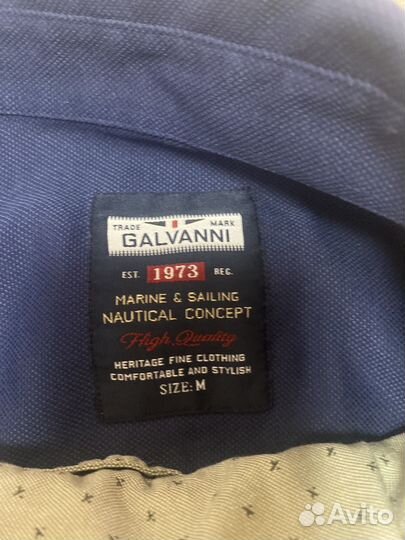 TRADE MARK
GALVANNI
EST. 1973 REG.
MARINE & SAILING
NAUTICAL CONCEPT
High Quality
HERITAGE FINE CLOTHING
COMFORTABLE AND STYLISH
SIZE: M
Avito